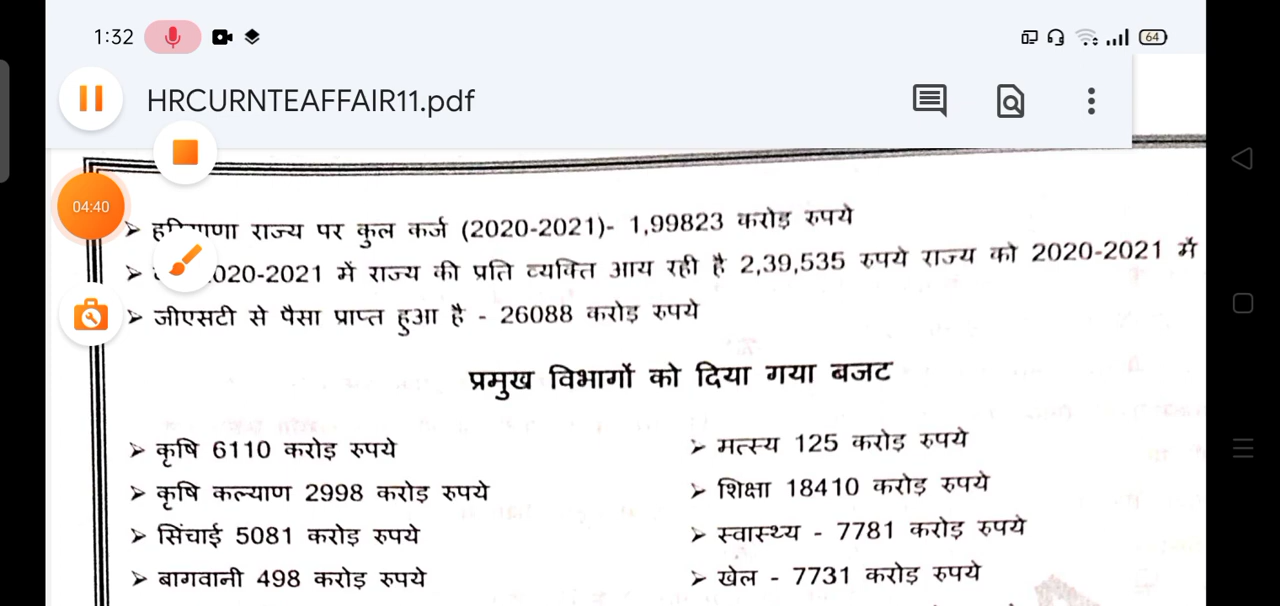 1:32
64
HRCURNTEAFFAIR11.pdf
04:40
➢ राज्य पर कुल कर्ज (2020-2021)- 1,99823 करोड़ रुपये
➢ 020-2021 में राज्य की प्रति व्यक्ति आय रही है 2,39,535 रुपये राज्य को 2020-2021 में
➢ जीएसटी से पैसा प्राप्त हुआ है - 26088 करोड़ रुपये
प्रमुख विभागों को दिया गया बजट
➢ कृषि 6110 करोड़ रुपये
➢ कृषि कल्याण 2998 करोड़ रुपये
➢ सिंचाई 5081 करोड़ रुपये
➢ बागवानी 498 करोड़ रुपये
➢ मत्स्य 125 करोड़ रुपये
➢ शिक्षा 18410 करोड़ रुपये
➢ स्वास्थ्य - 7781 करोड़ रुपये
➢ खेल - 7731 करोड़ रुपये